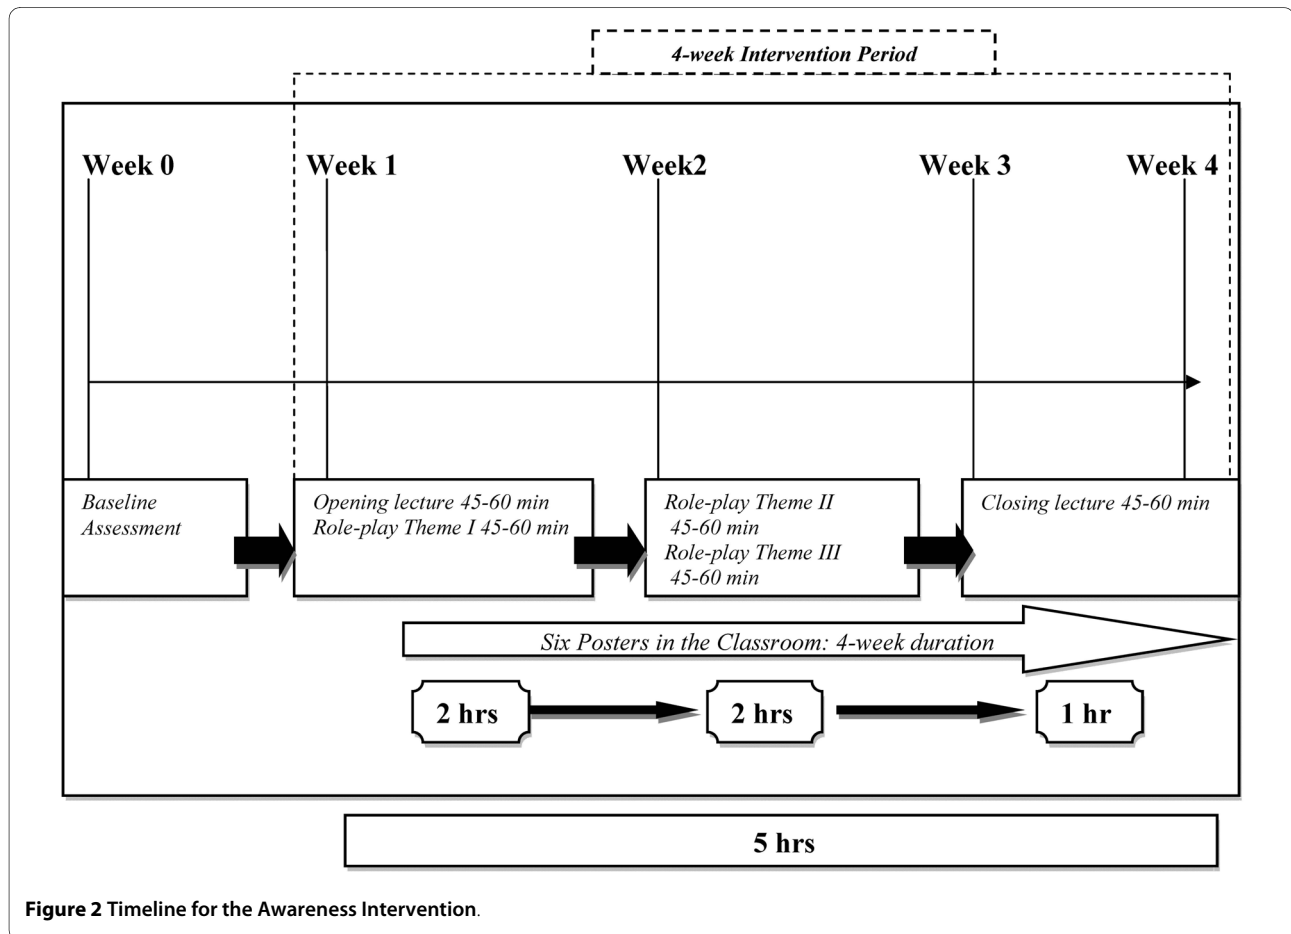 4-week Intervention Period
Week 0
Week 1
Week2
Week 3
Week 4
Baseline
Assessment
Opening lecture 45-60 min
Role-play Theme I 45-60 min
Role-play Theme II
45-60 min
Role-play Theme III
45-60 min
Closing lecture 45-60 min
Six Posters in the Classroom: 4-week duration
2 hrs
2 hrs
1 hr
5 hrs
Figure 2 Timeline for the Awareness Intervention.